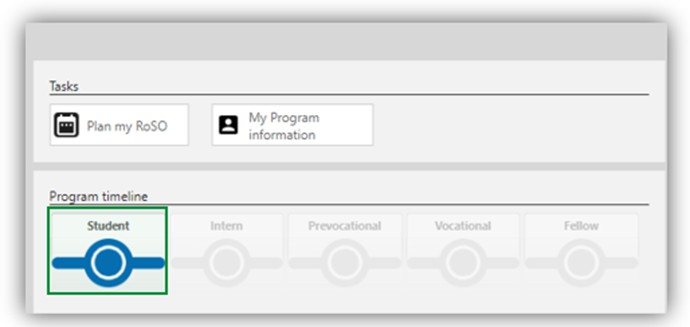 Tasks
Plan my RoSO
My Program
information
Program timeline
Student
Intern
Prevocational
Vocational
Fellow